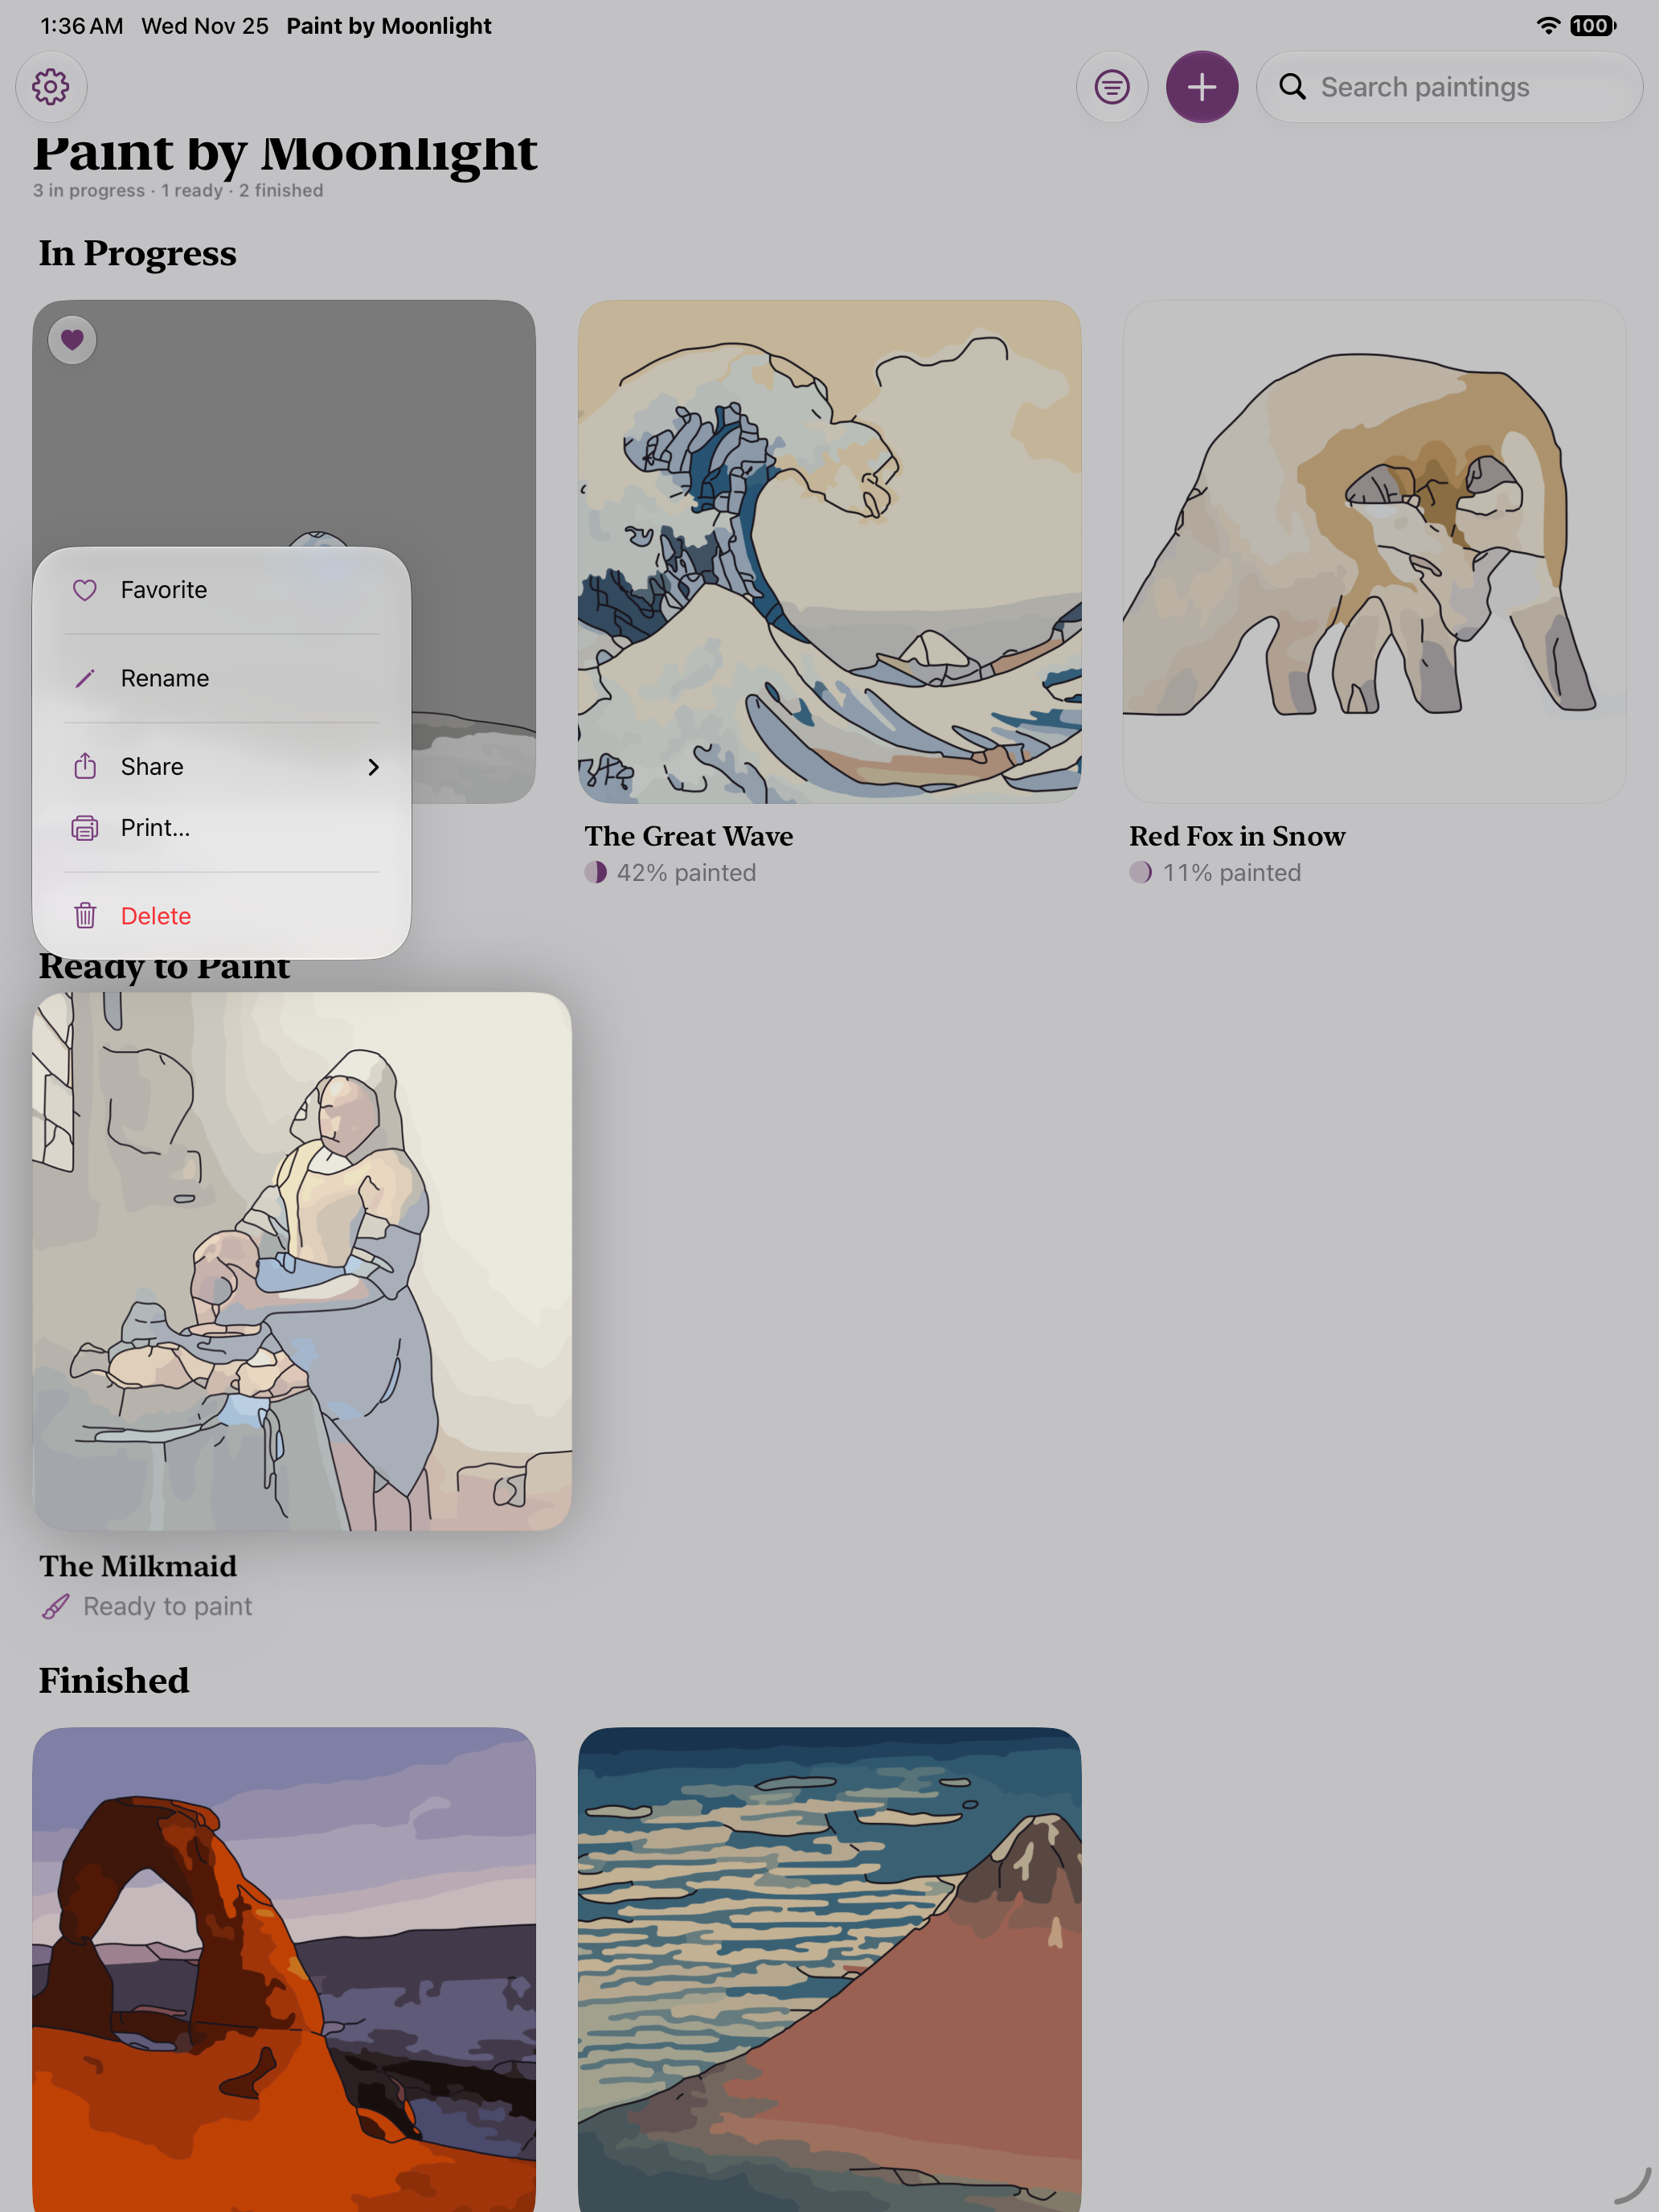 1:36 AM Wed Nov 25 Paint by Moonlight 100
Search paintings
Paint by Moonlight
3 in progress · 1 ready · 2 finished
In Progress
Favorite
Rename
Share
Print...
Delete
The Great Wave
42% painted
Red Fox in Snow
11% painted
Ready to Paint
The Milkmaid
Ready to paint
Finished